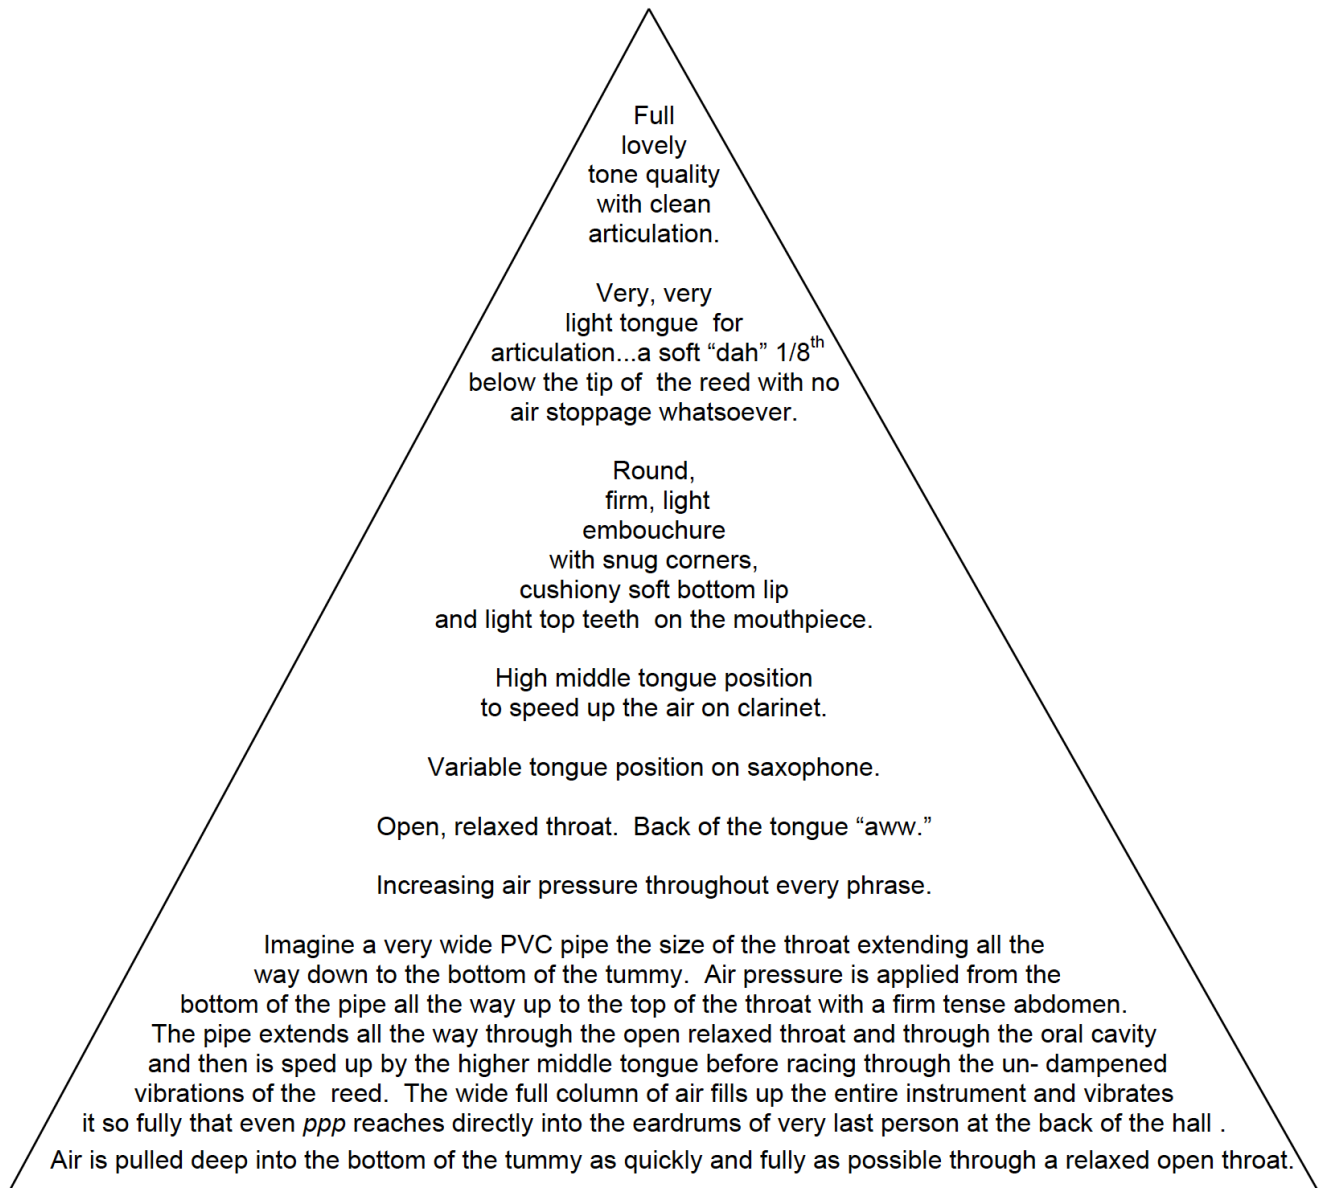 Full
lovely
tone quality
with clean
articulation.
Very, very
light tongue  for
articulation...a soft “dah” 1/8th
below the tip of  the reed with no
air stoppage whatsoever.
Round,
firm, light
embouchure
with snug corners,
cushiony soft bottom lip
and light top teeth  on the mouthpiece.
High middle tongue position
to speed up the air on clarinet.
Variable tongue position on saxophone.
Open, relaxed throat.  Back of the tongue “aww.”
Increasing air pressure throughout every phrase.
Imagine a very wide PVC pipe the size of the throat extending all the
way down to the bottom of the tummy.  Air pressure is applied from the
bottom of the pipe all the way up to the top of the throat with a firm tense abdomen.
The pipe extends all the way through the open relaxed throat and through the oral cavity
and then is sped up by the higher middle tongue before racing through the un- dampened
vibrations of the  reed.  The wide full column of air fills up the entire instrument and vibrates
it so fully that even ppp reaches directly into the eardrums of very last person at the back of the hall .
Air is pulled deep into the bottom of the tummy as quickly and fully as possible through a relaxed open throat.